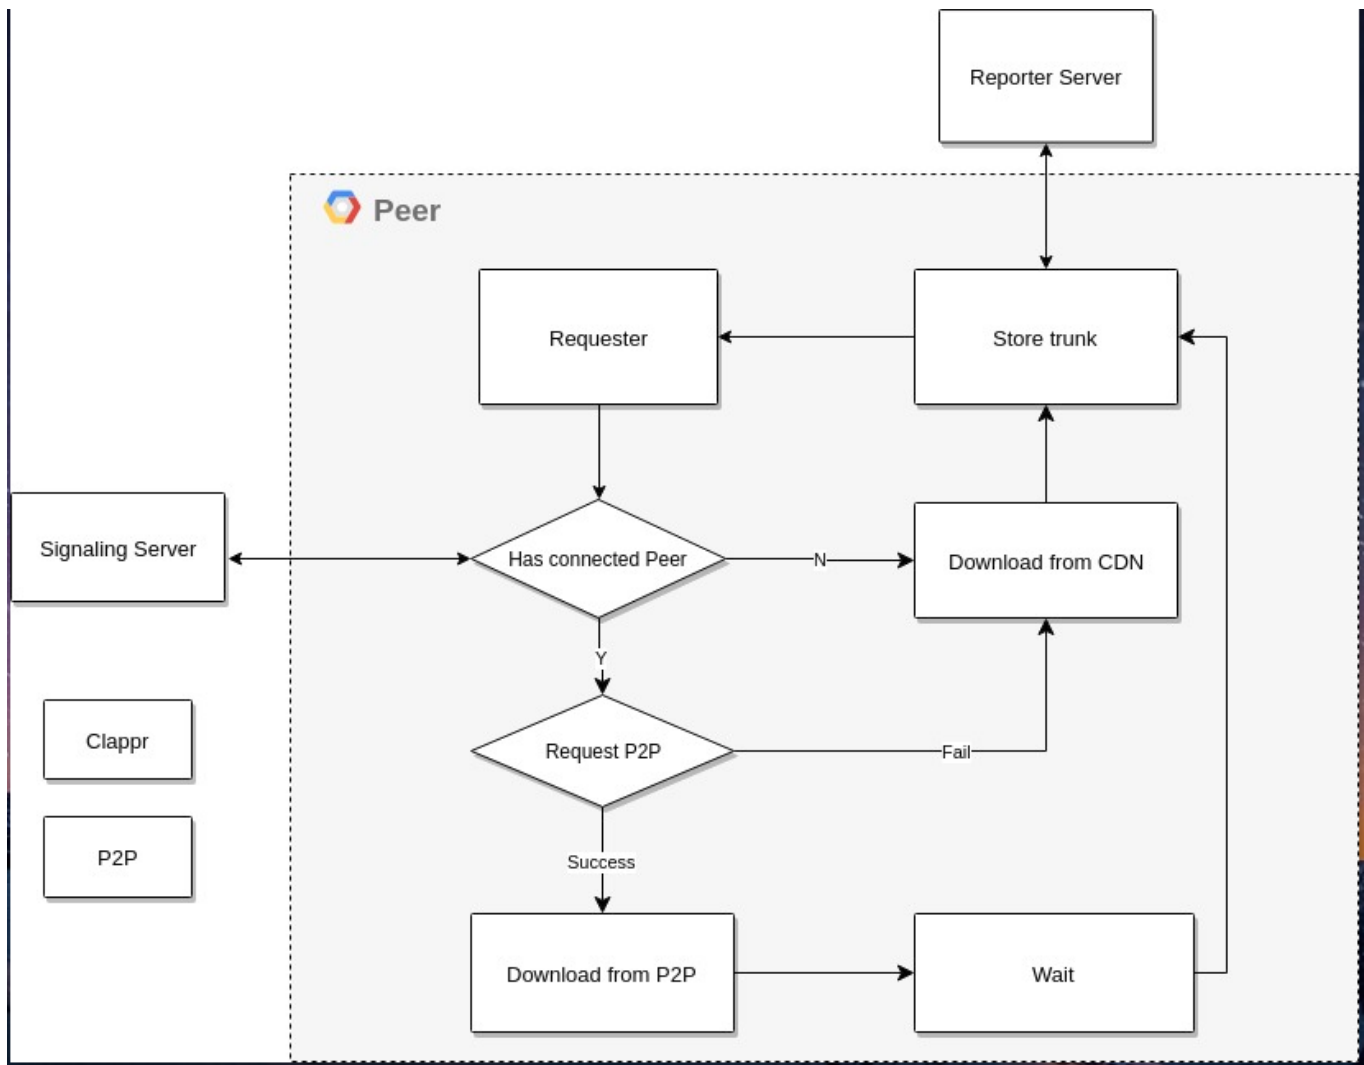 Reporter Server
Peer
Requester
Store trunk
Signaling Server
Has connected Peer
N
Download from CDN
Y
Clappr
Request P2P
Fail
P2P
Success
Download from P2P
Wait